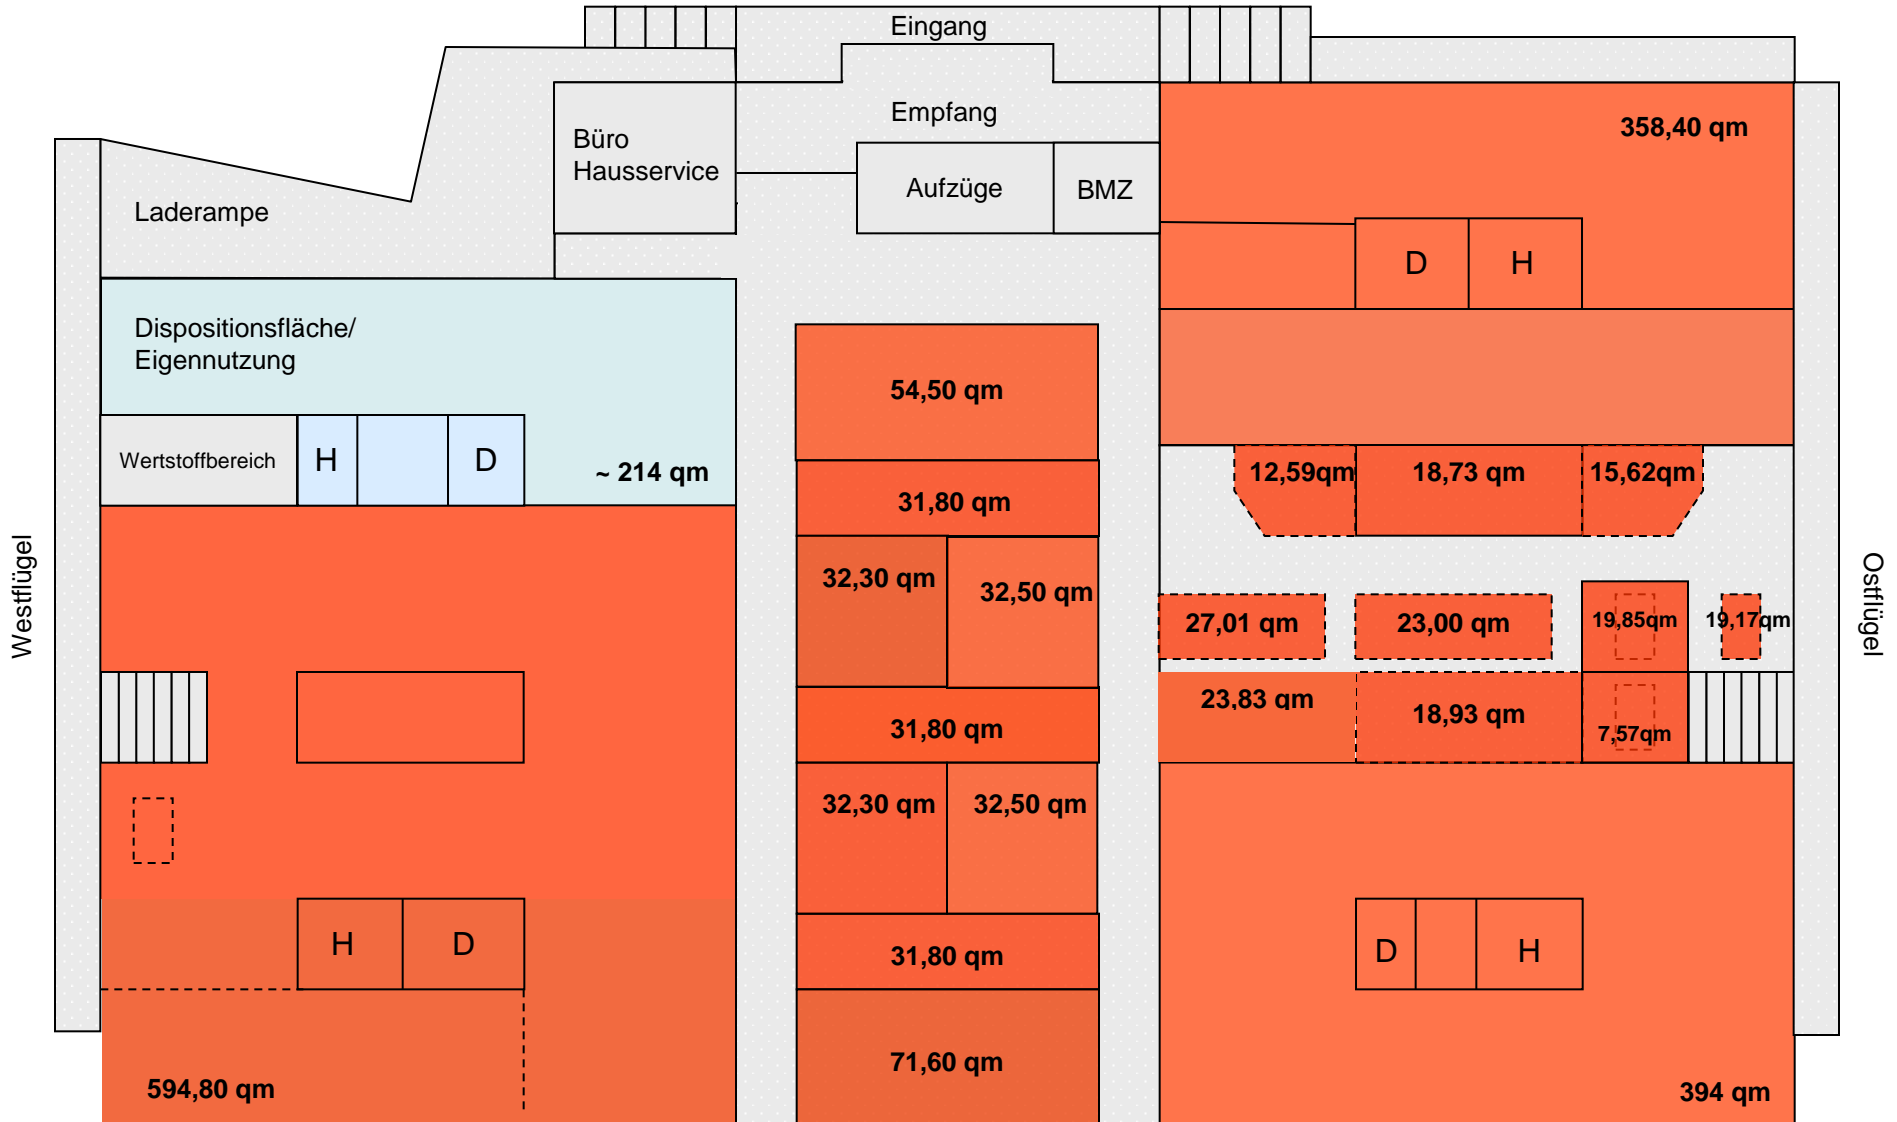 Eingang
Empfang
358,40 qm
Büro
Hausservice
Aufzüge
BMZ
Laderampe
D
H
Dispositionsfläche/
Eigennutzung
54,50 qm
Wertstoffbereich
H
D
~ 214 qm
12,59qm
18,73 qm
15,62qm
31,80 qm
Westflügel
Ostflügel
32,30 qm
32,50 qm
27,01 qm
23,00 qm
19,85qm
19,17qm
23,83 qm
18,93 qm
7,57qm
31,80 qm
32,30 qm
32,50 qm
H
D
31,80 qm
D
H
594,80 qm
71,60 qm
394 qm